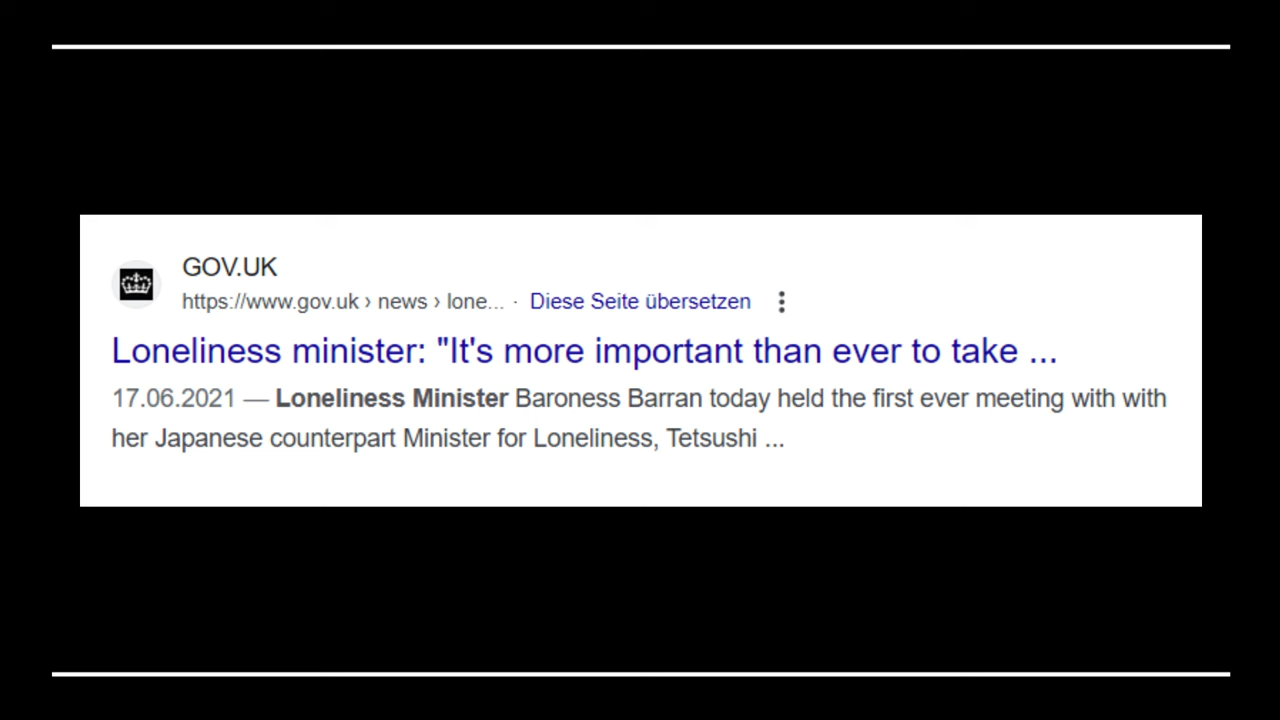 GOV.UK
https://www.gov.uk › news › lone... · Diese Seite übersetzen
Loneliness minister: "It's more important than ever to take ...
17.06.2021 — Loneliness Minister Baroness Barran today held the first ever meeting with with
her Japanese counterpart Minister for Loneliness, Tetsushi ...